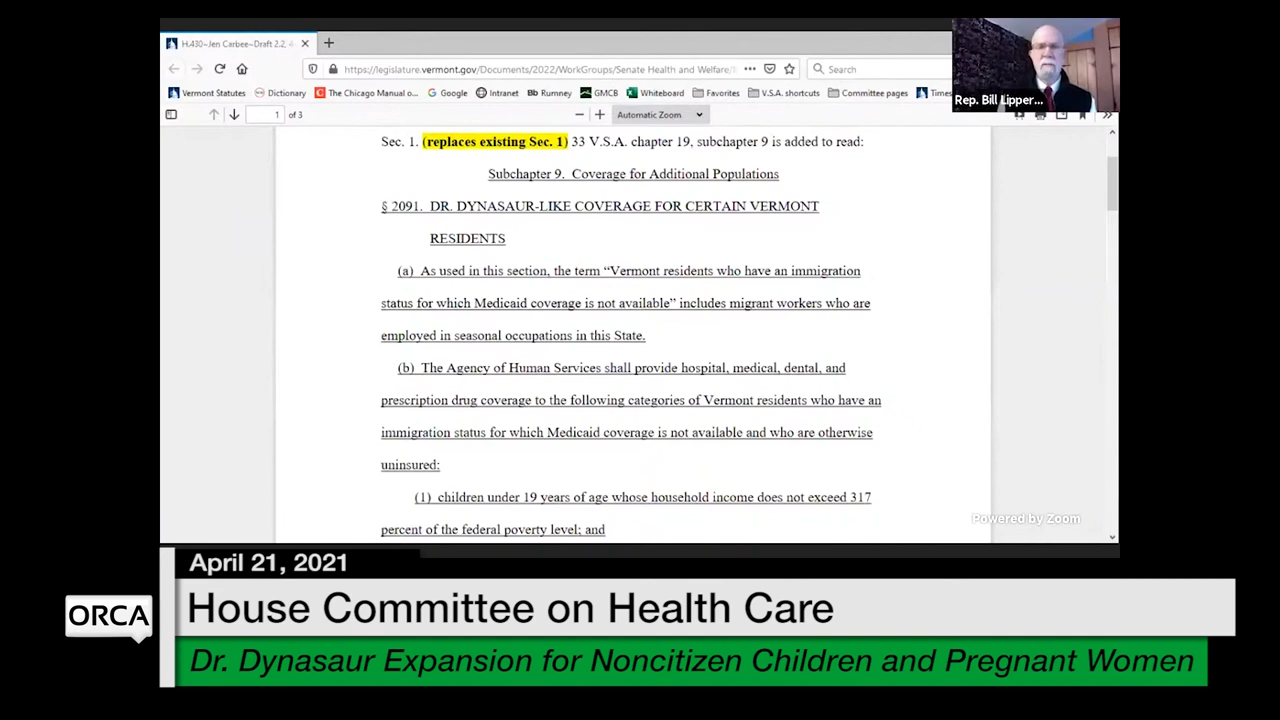 H.430~Jen Carbee~Draft 2.2,
https://legislature.vermont.gov/Documents/2022/WorkGroups/Senate Health and Welfare/
Search
Vermont Statutes
Dictionary
The Chicago Manual o...
Google
Intranet
Bb Rumney
GMCB
Whiteboard
Favorites
V.S.A. shortcuts
Committee pages
Times
Rep. Bill Lipper...
1 of 3
Automatic Zoom
Sec. 1. (replaces existing Sec. 1) 33 V.S.A. chapter 19, subchapter 9 is added to read:
Subchapter 9. Coverage for Additional Populations
§ 2091. DR. DYNASAUR-LIKE COVERAGE FOR CERTAIN VERMONT
RESIDENTS
(a) As used in this section, the term “Vermont residents who have an immigration
status for which Medicaid coverage is not available” includes migrant workers who are
employed in seasonal occupations in this State.
(b) The Agency of Human Services shall provide hospital, medical, dental, and
prescription drug coverage to the following categories of Vermont residents who have an
immigration status for which Medicaid coverage is not available and who are otherwise
uninsured:
(1) children under 19 years of age whose household income does not exceed 317
percent of the federal poverty level; and
Powered by Zoom
April 21, 2021
ORCA
House Committee on Health Care
Dr. Dynasaur Expansion for Noncitizen Children and Pregnant Women